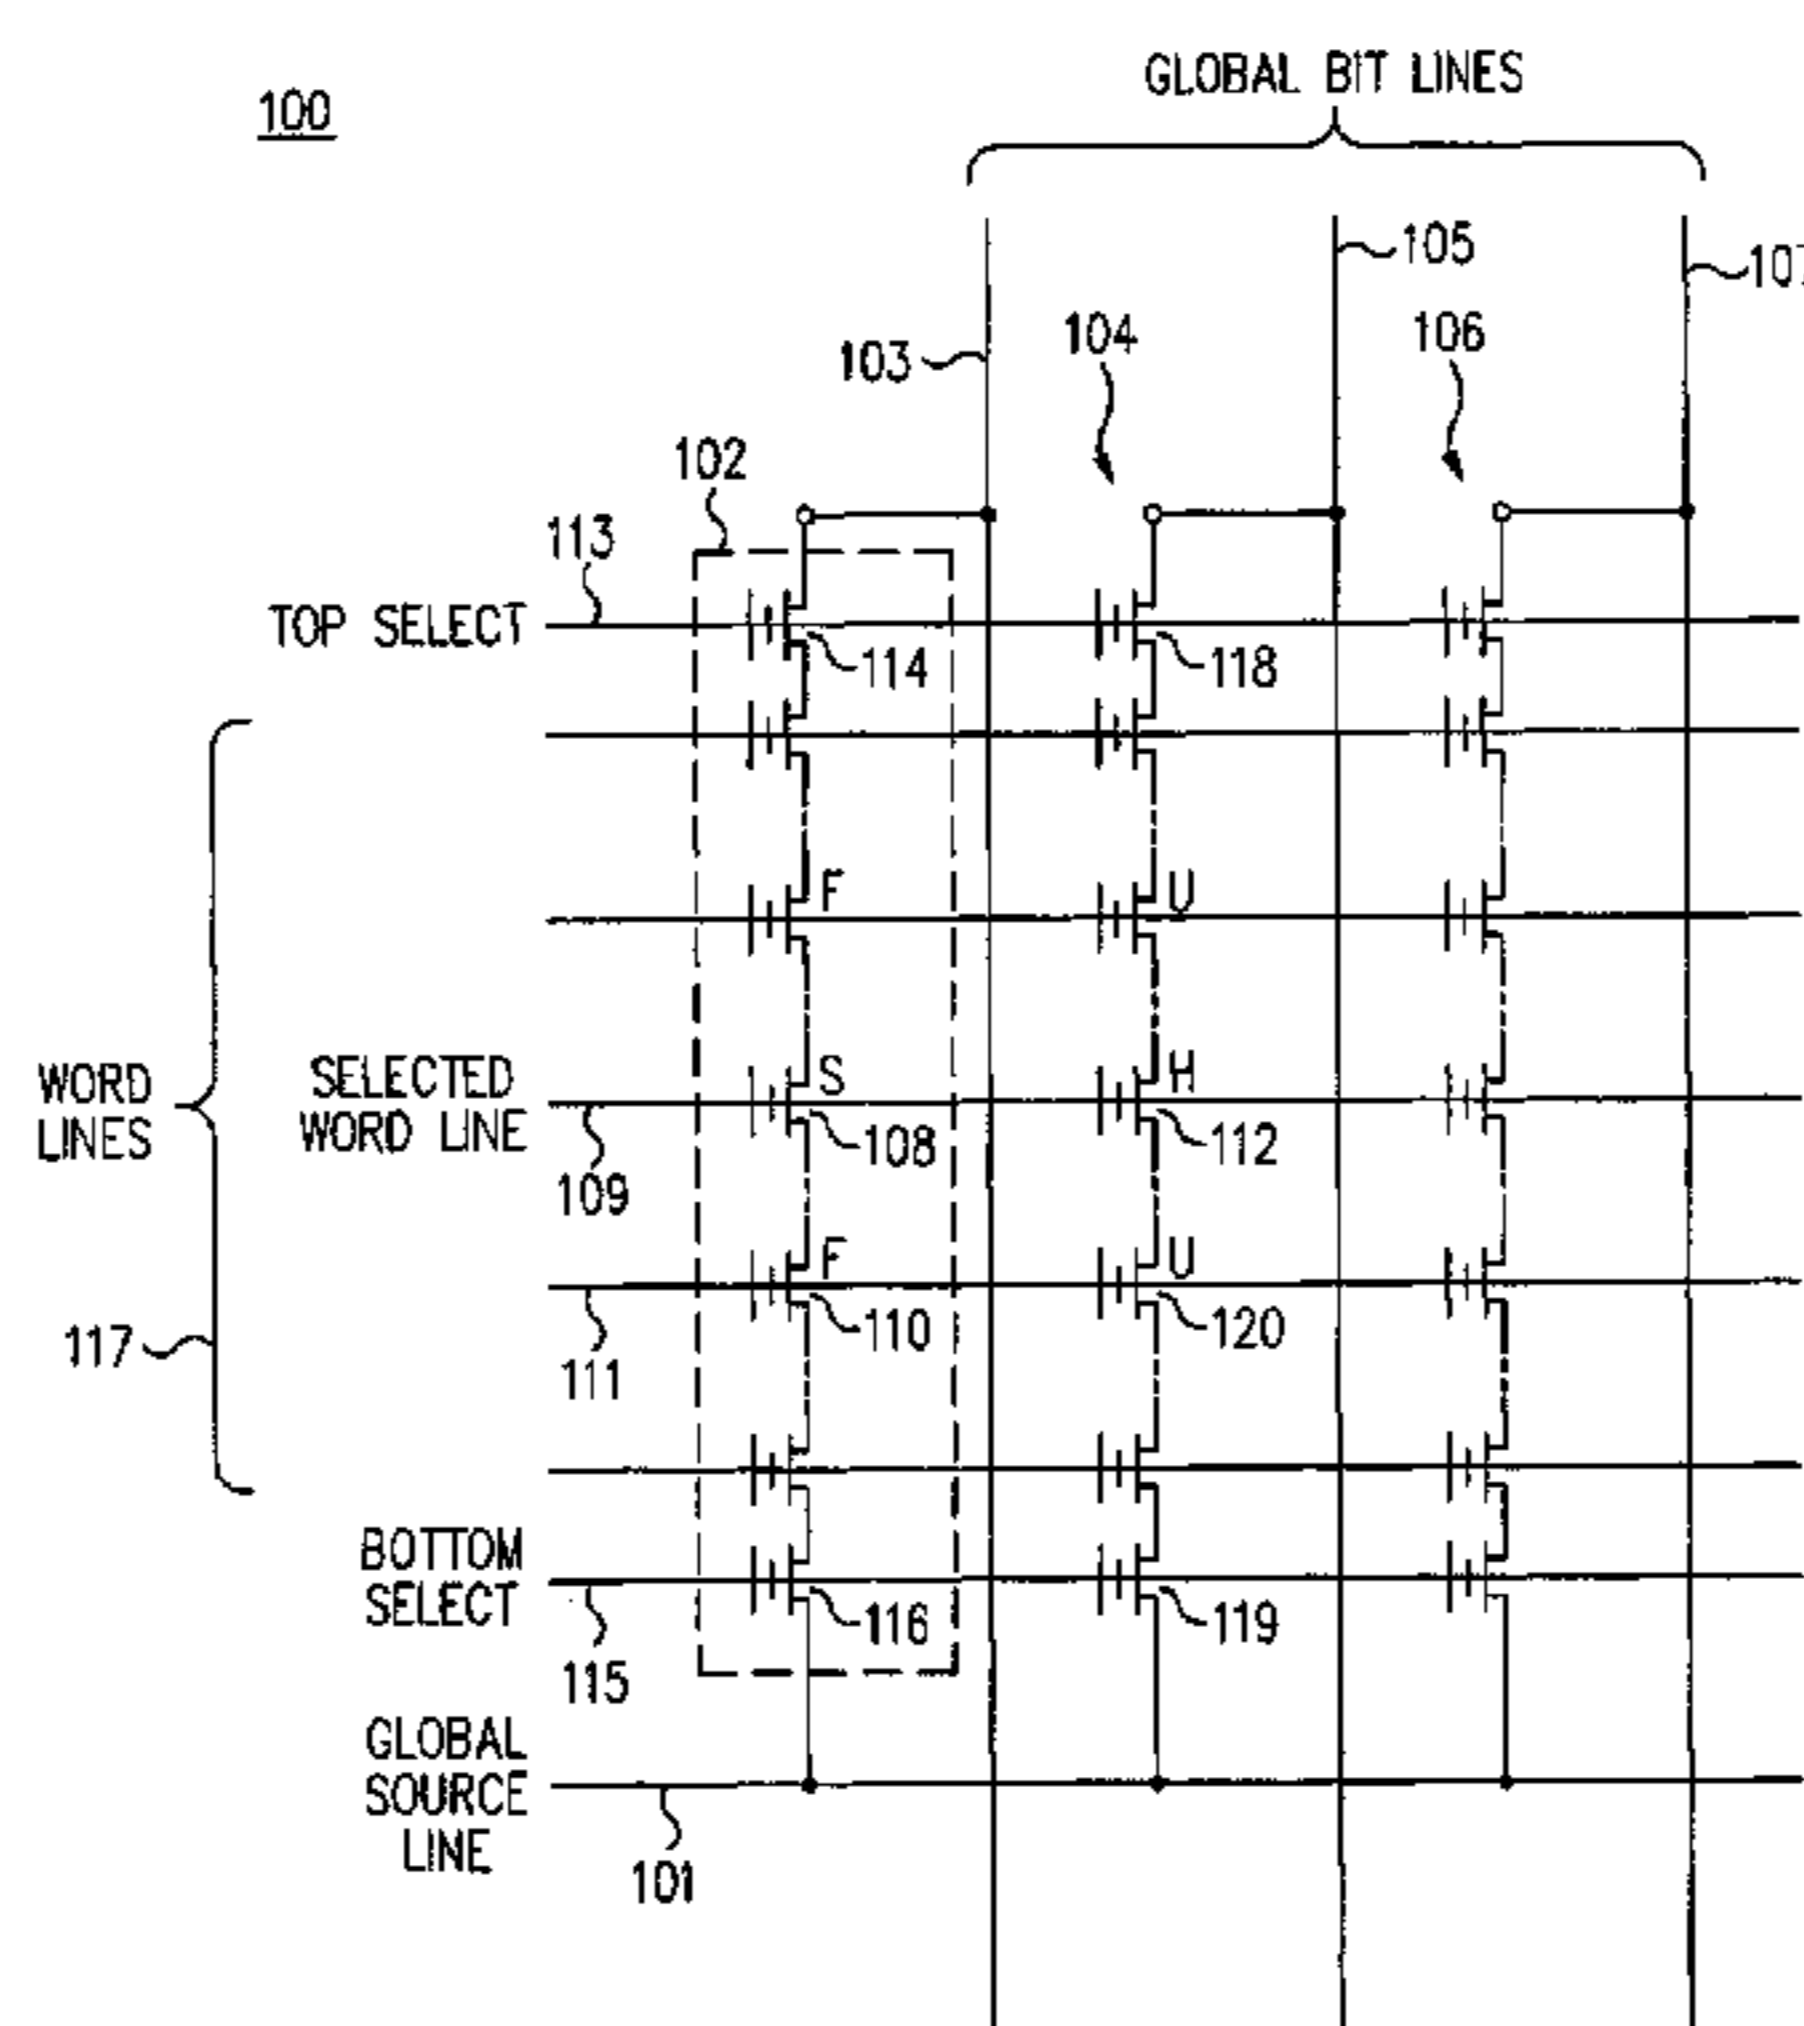 100
GLOBAL BIT LINES
105
107
103
104
106
102
113
TOP SELECT
114
118
F
U
WORD
LINES
SELECTED
WORD LINE
S
H
108
112
109
F
U
110
120
117
111
BOTTOM
SELECT
116
119
115
GLOBAL
SOURCE
LINE
101